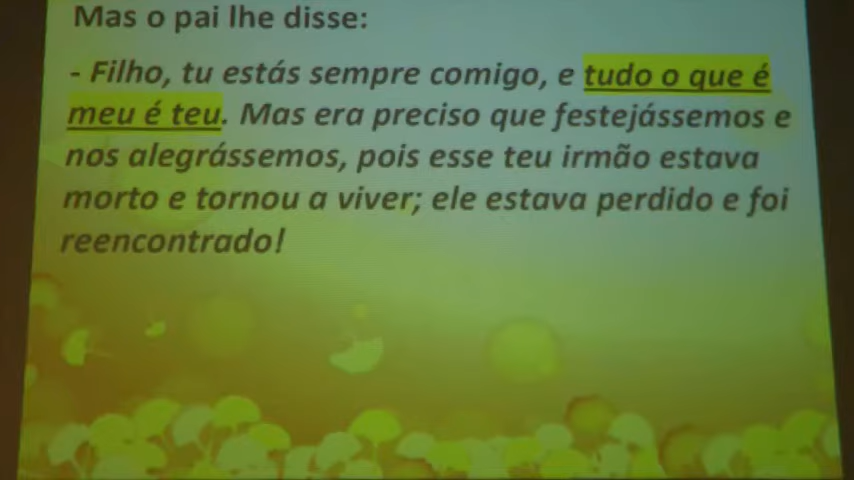 Mas o pai lhe disse:
- Filho, tu estás sempre comigo, e tudo o que é
meu é teu. Mas era preciso que festejássemos e
nos alegrássemos, pois esse teu irmão estava
morto e tornou a viver; ele estava perdido e foi
reencontrado!